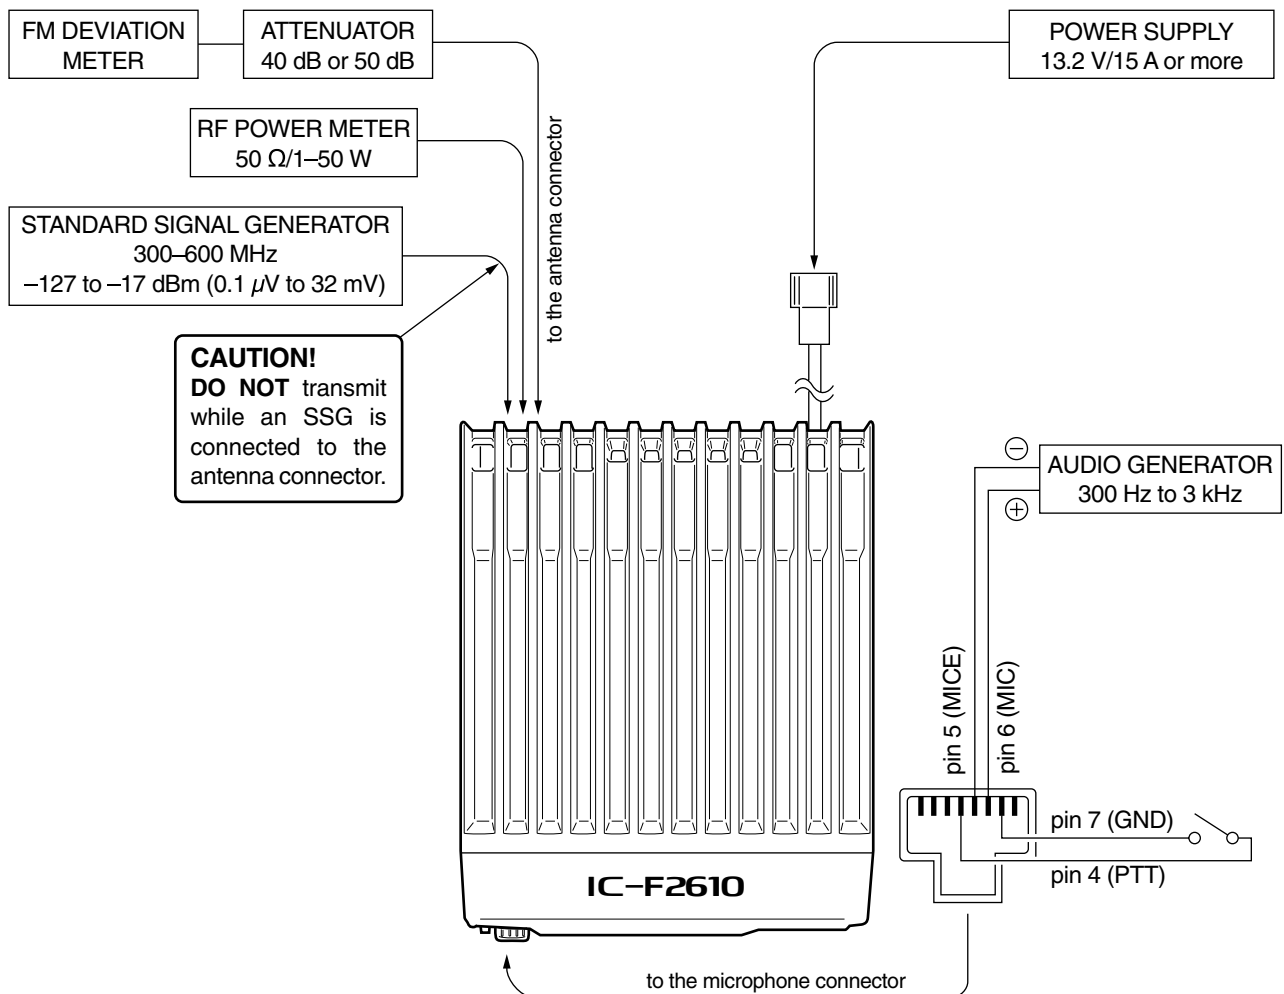 FM DEVIATION
METER
ATTENUATOR
40 dB or 50 dB
POWER SUPPLY
13.2 V/15 A or more
RF POWER METER
50 Ω/1–50 W
to the antenna connector
STANDARD SIGNAL GENERATOR
300–600 MHz
–127 to –17 dBm (0.1 µV to 32 mV)
CAUTION!
DO NOT transmit
while an SSG is
connected to the
antenna connector.
–
AUDIO GENERATOR
300 Hz to 3 kHz
+
pin 5 (MICE)
pin 6 (MIC)
pin 7 (GND)
pin 4 (PTT)
IC-F2610
to the microphone connector